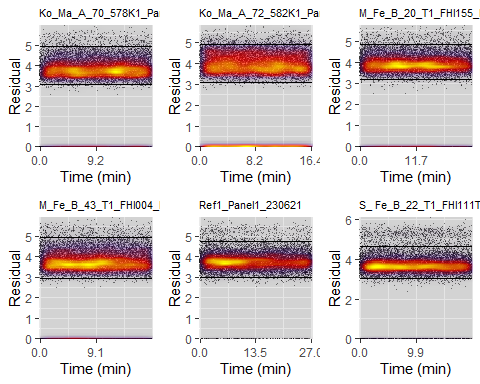 Ko_Ma_A_70_578K1_Pa
Residual
5
4
3
2
1
0
0.0 9.2
Time (min)
Ko_Ma_A_72_582K1_Pa
Residual
5
4
3
2
1
0
0.0 8.2 16.4
Time (min)
M_Fe_B_20_T1_FHI155_
Residual
5
4
3
2
1
0
0.0 11.7
Time (min)
M_Fe_B_43_T1_FHI004_
Residual
6
5
4
3
2
1
0
0.0 9.1
Time (min)
Ref1_Panel1_230621
Residual
6
5
4
3
2
1
0
0.0 13.5 27.0
Time (min)
S_ Fe_B_22_T1_FHI111T
Residual
6
4
2
0
0.0 9.9
Time (min)